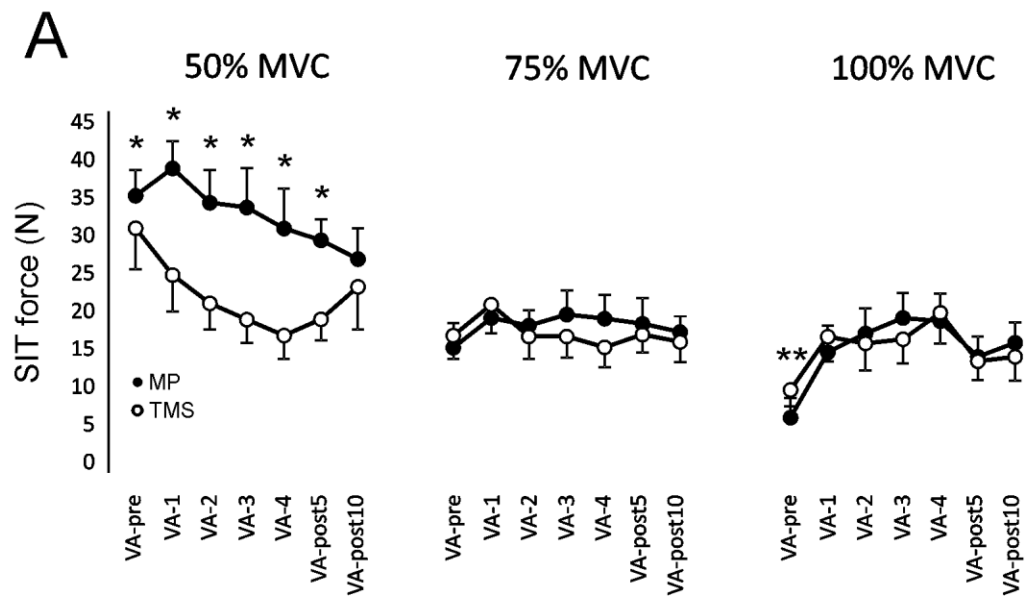 A
50% MVC
75% MVC
100% MVC
SIT force (N)
45
40
35
30
25
20
15
10
5
0
* * * * * *
**
MP
TMS
VA-pre
VA-1
VA-2
VA-3
VA-4
VA-post5
VA-post10
VA-pre
VA-1
VA-2
VA-3
VA-4
VA-post5
VA-post10
VA-pre
VA-1
VA-2
VA-3
VA-4
VA-post5
VA-post10